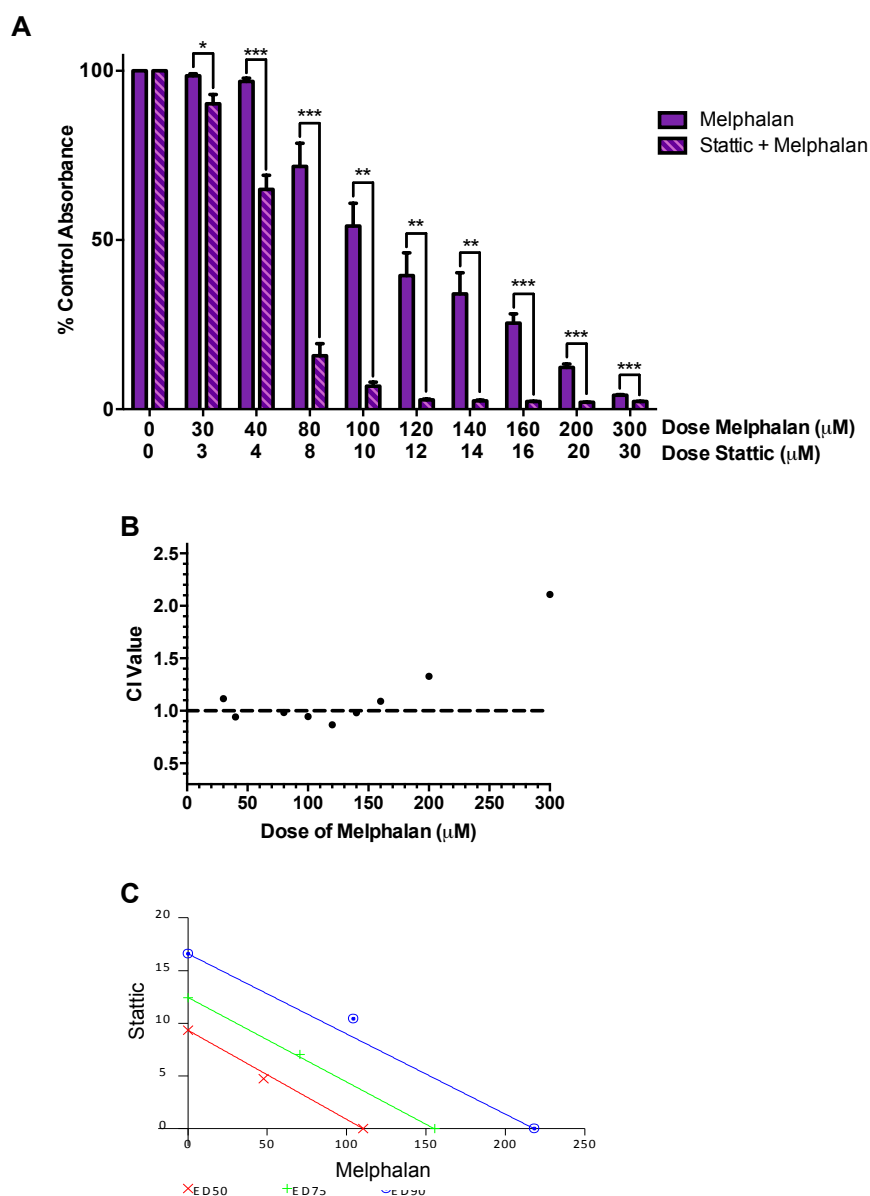 A
* *** *** ** ** ** *** *** ***
100
50
0
% Control Absorbance
Melphalan
Stattic + Melphalan
0 30 40 80 100 120 140 160 200 300 Dose Melphalan (μM)
0 3 4 8 10 12 14 16 20 30 Dose Stattic (μM)
B
2.5
2.0
1.5
1.0
0.5
CI Value
0 50 100 150 200 250 300
Dose of Melphalan (μM)
C
20
15
10
5
0
Stattic
0 50 100 150 200 250
Melphalan
ED50 ED75 ED90